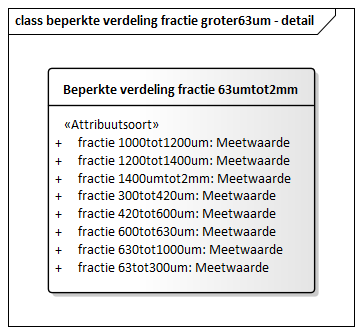 class beperkte verdeling fractie groter63um - detail
Beperkte verdeling fractie 63umtot2mm
«Attribuutsoort»
+ fractie 1000tot1200um: Meetwaarde
+ fractie 1200tot1400um: Meetwaarde
+ fractie 1400umtot2mm: Meetwaarde
+ fractie 300tot420um: Meetwaarde
+ fractie 420tot600um: Meetwaarde
+ fractie 600tot630um: Meetwaarde
+ fractie 630tot1000um: Meetwaarde
+ fractie 63tot300um: Meetwaarde